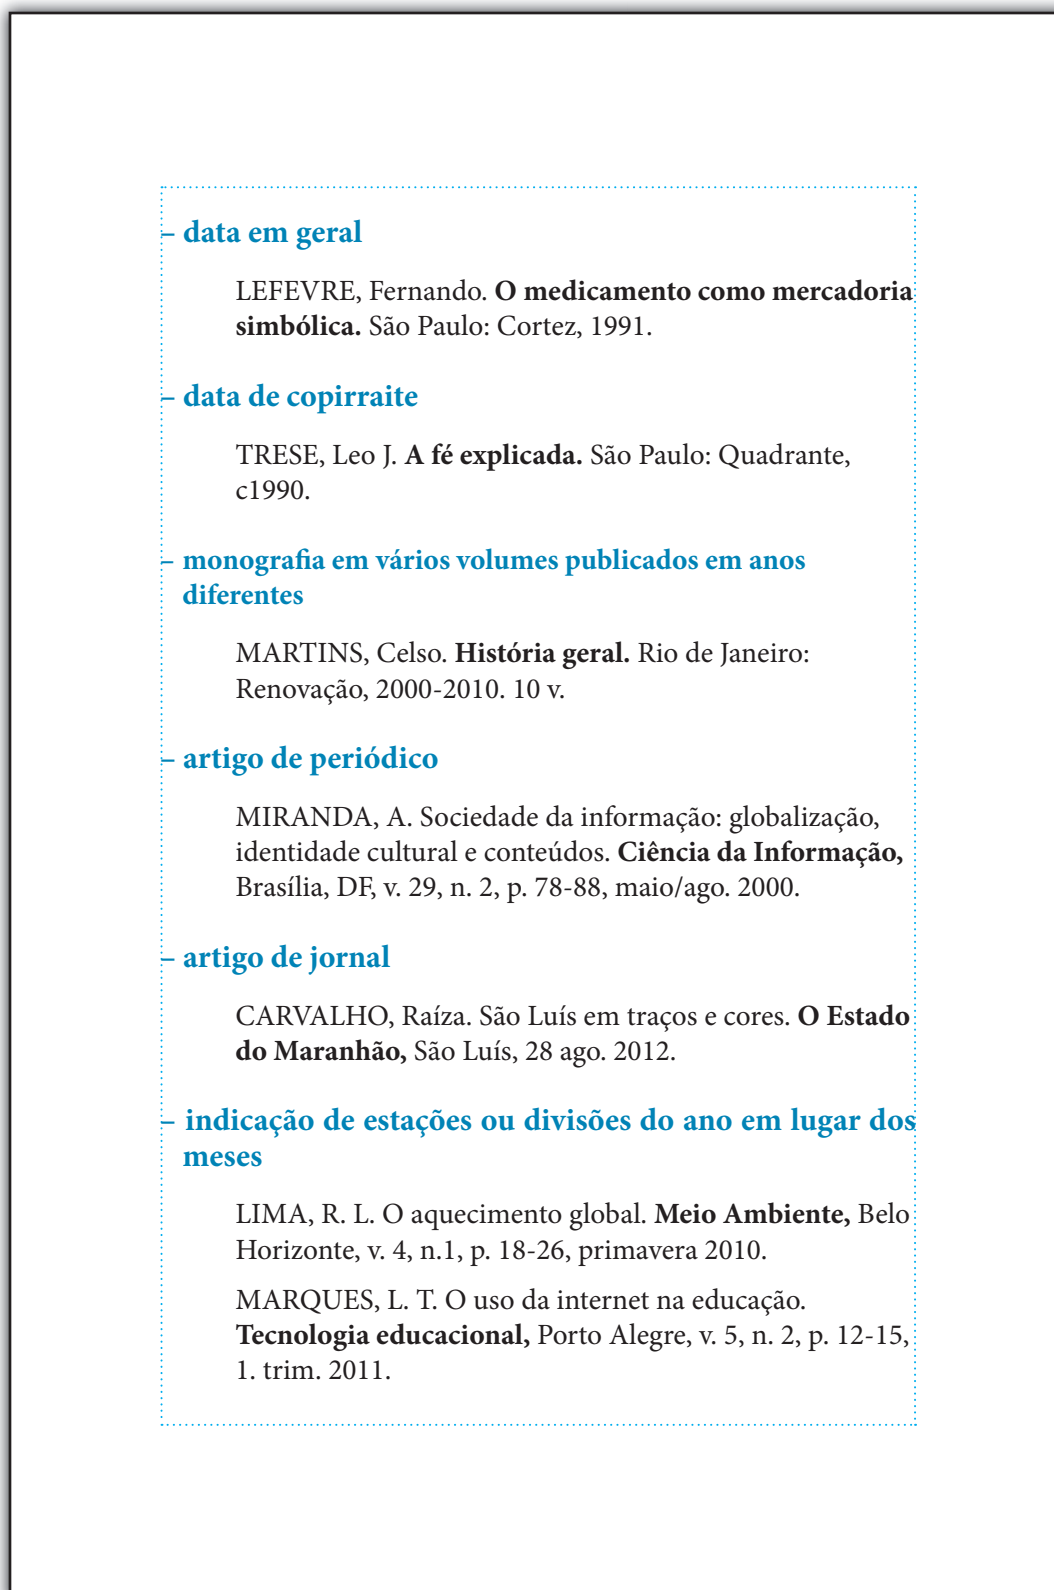 – data em geral
LEFEVRE, Fernando. O medicamento como mercadoria
simbólica. São Paulo: Cortez, 1991.
– data de copirraite
TRESE, Leo J. A fé explicada. São Paulo: Quadrante,
c1990.
– monografia em vários volumes publicados em anos
diferentes
MARTINS, Celso. História geral. Rio de Janeiro:
Renovação, 2000-2010. 10 v.
– artigo de periódico
MIRANDA, A. Sociedade da informação: globalização,
identidade cultural e conteúdos. Ciência da Informação,
Brasília, DF, v. 29, n. 2, p. 78-88, maio/ago. 2000.
– artigo de jornal
CARVALHO, Raíza. São Luís em traços e cores. O Estado
do Maranhão, São Luís, 28 ago. 2012.
– indicação de estações ou divisões do ano em lugar dos
meses
LIMA, R. L. O aquecimento global. Meio Ambiente, Belo
Horizonte, v. 4, n.1, p. 18-26, primavera 2010.
MARQUES, L. T. O uso da internet na educação.
Tecnologia educacional, Porto Alegre, v. 5, n. 2, p. 12-15,
1. trim. 2011.